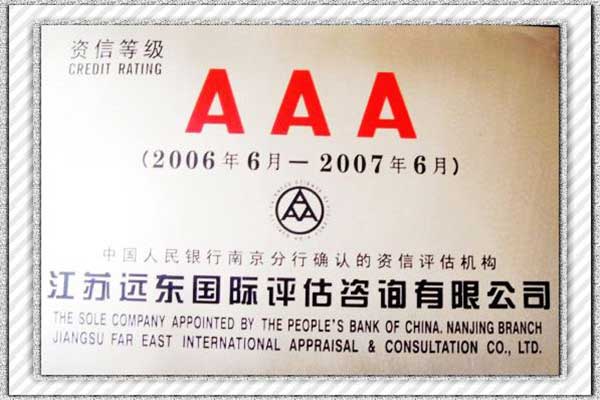 资信等级
CREDIT RATING
AAA
(2006年6月—2007年6月)
中国人民银行南京分行确认的资信评估机构
江苏远东国际评估咨询有限公司
THE SOLE COMPANY APPOINTED BY THE PEOPLE'S BANK OF CHINA. NANJING BRANCH
JIANGSU FAR EAST INTERNATIONAL APPRAISAL & CONSULTATION CO., LTD.